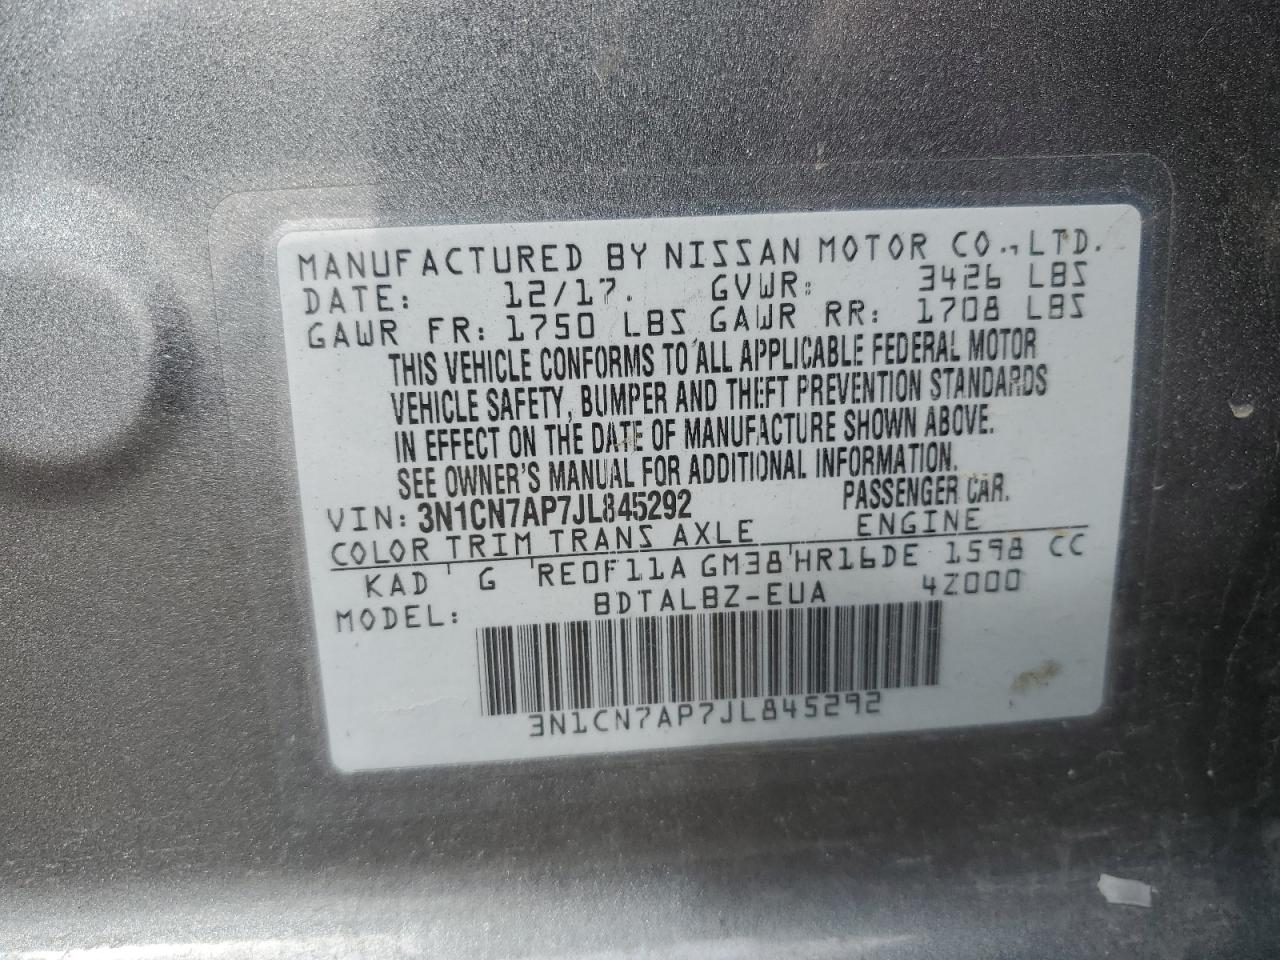 MANUFACTURED BY NISSAN MOTOR CO., LTD.
DATE: 12/17. GVWR: 3426 LBS
GAWR FR: 1750 LBS GAWR RR: 1708 LBS
THIS VEHICLE CONFORMS TO ALL APPLICABLE FEDERAL MOTOR
VEHICLE SAFETY, BUMPER AND THEFT PREVENTION STANDARDS
IN EFFECT ON THE DATE OF MANUFACTURE SHOWN ABOVE.
SEE OWNER'S MANUAL FOR ADDITIONAL INFORMATION.
VIN: 3N1CN7AP7JL845292 PASSENGER CAR.
COLOR TRIM TRANS AXLE ENGINE
KAD ' G 'RE0F11A GM38'HR16DE 1598 CC
MODEL: BDTALBZ-EUA 4Z000
3N1CN7AP7JL845292